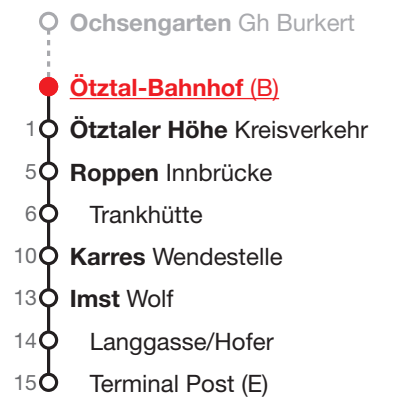 Ochsengarten Gh Burkert
Ötztal-Bahnhof (B)
1 Ötztaler Höhe Kreisverkehr
5 Roppen Innbrücke
6 Trankhütte
10 Karres Wendestelle
13 Imst Wolf
14 Langgasse/Hofer
15 Terminal Post (E)